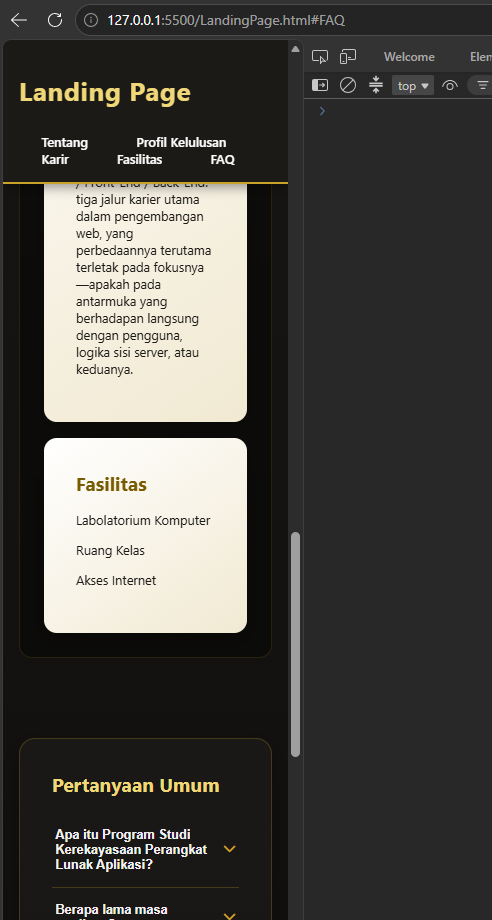 127.0.0.1:5500/LandingPage.html#FAQ
Welcome
Elem
top
Landing Page
Tentang Profil Kelulusan
Karir Fasilitas FAQ
/ Front-End / Back-End:
tiga jalur karier utama
dalam pengembangan
web, yang
perbedaannya terutama
terletak pada fokusnya
—apakah pada
antarmuka yang
berhadapan langsung
dengan pengguna,
logika sisi server, atau
keduanya.
Fasilitas
Labolatorium Komputer
Ruang Kelas
Akses Internet
Pertanyaan Umum
Apa itu Program Studi
Kerekayasaan Perangkat
Lunak Aplikasi?
Berapa lama masa